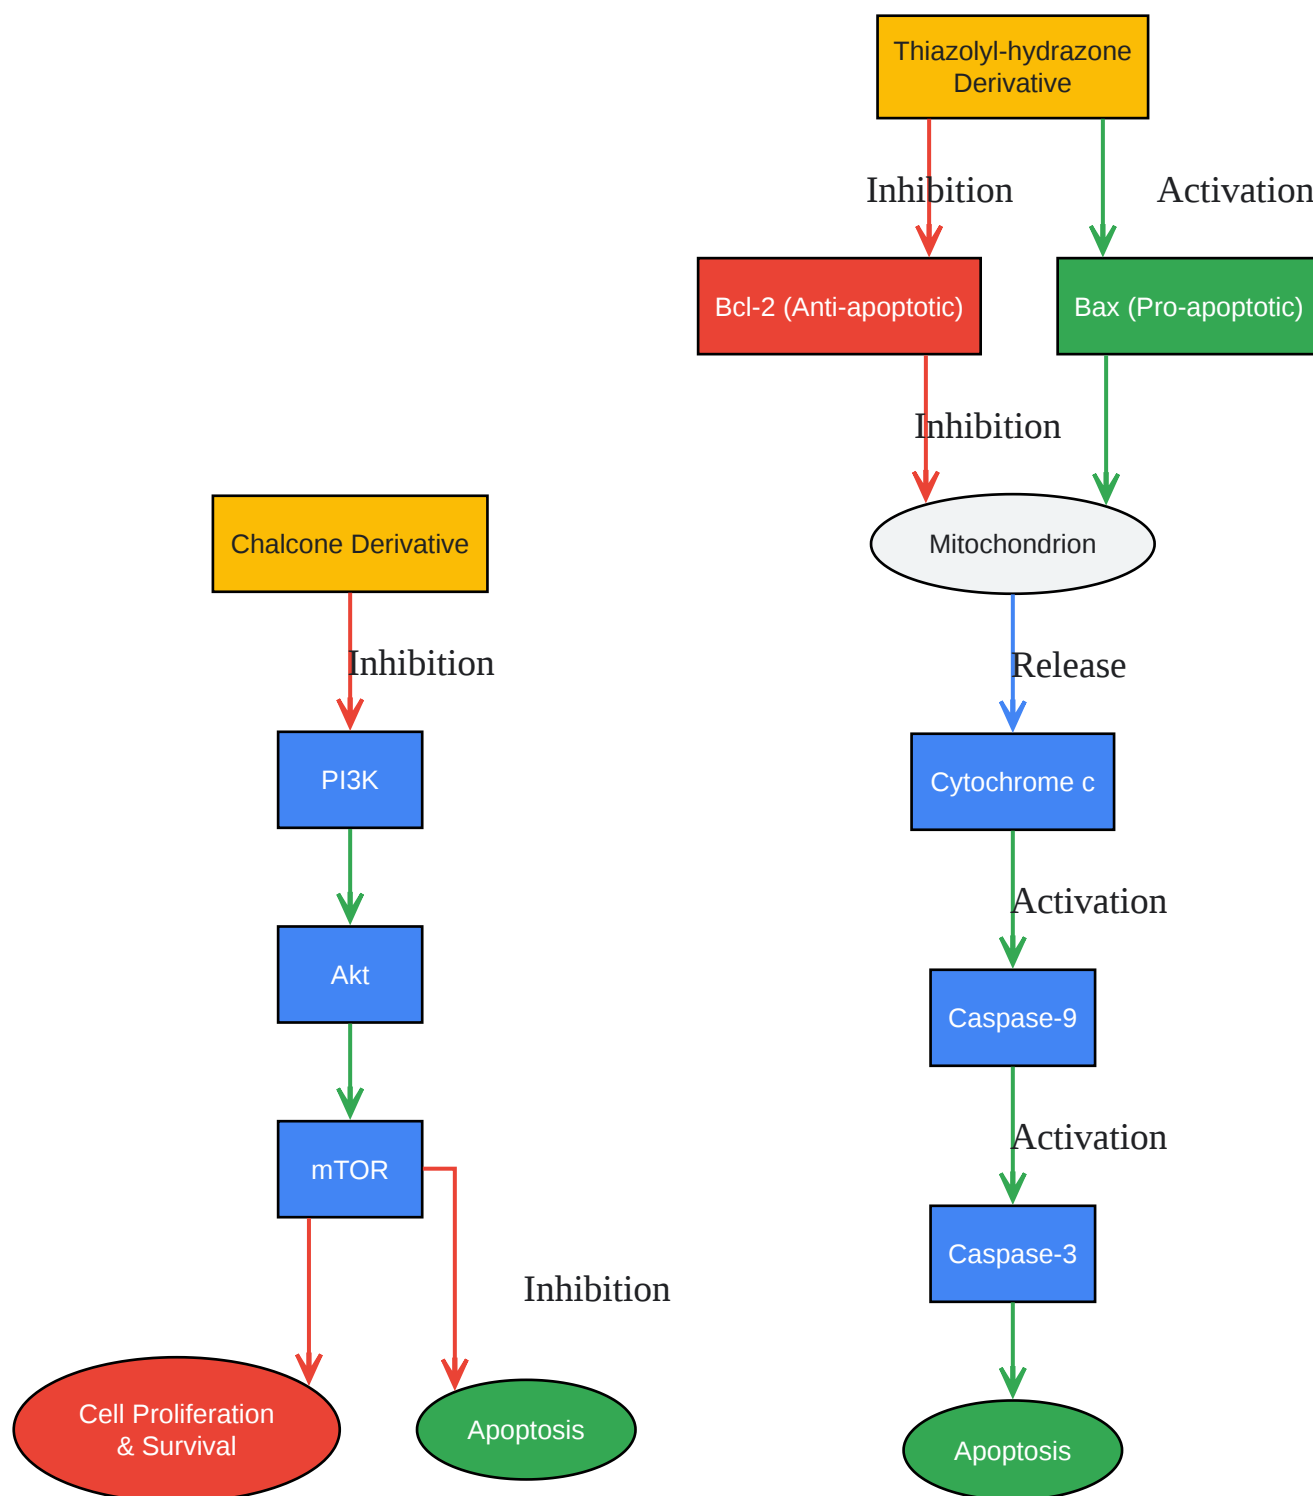 Thiazolyl-hydrazone
Derivative
Inhibition
Activation
Bcl-2 (Anti-apoptotic)
Bax (Pro-apoptotic)
Inhibition
Chalcone Derivative
Mitochondrion
Inhibition
Release
PI3K
Cytochrome c
Activation
Akt
Caspase-9
Activation
mTOR
Caspase-3
Inhibition
Cell Proliferation
& Survival
Apoptosis
Apoptosis